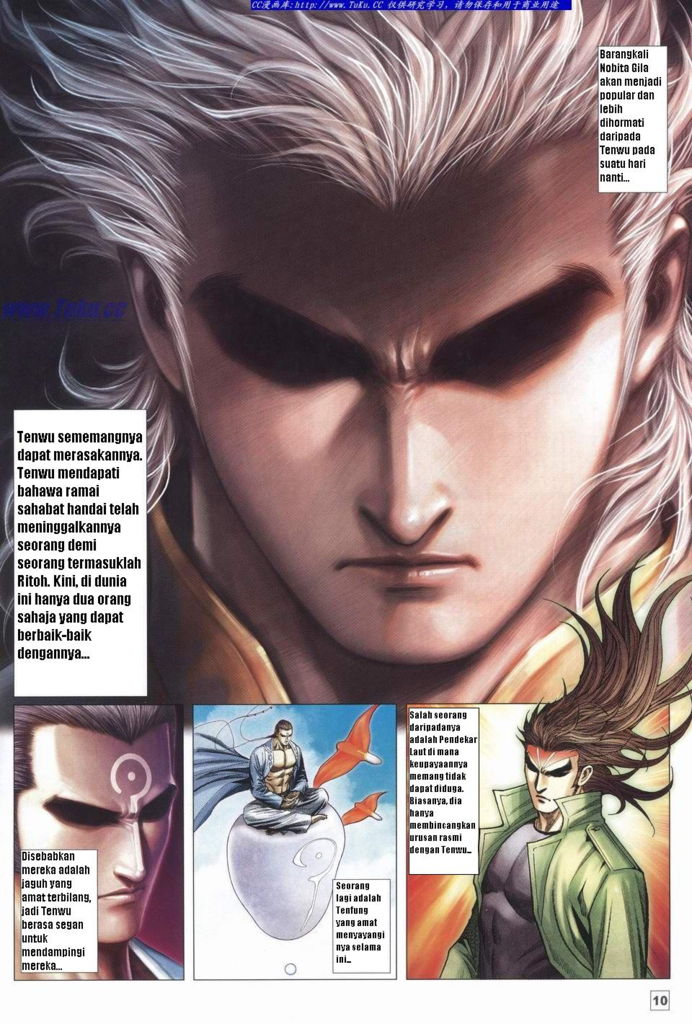 CC漫画库:http://www.TuKu.CC 仅供研究学习，请勿保存和用于商业用途
Barangkali
Nobita Gila
akan menjadi
popular dan
lebih
dihormati
daripada
Tenwu pada
suatu hari
nanti...
www.Tuku.cc
Tenwu sememangnya
dapat merasakannya.
Tenwu mendapati
bahawa ramai
sahabat handai telah
meninggalkannya
seorang demi
seorang termasuklah
Ritoh. Kini, di dunia
ini hanya dua orang
sahaja yang dapat
berbaik-baik
dengannya...
Disebabkan
mereka adalah
jaguh yang
amat terbilang,
jadi Tenwu
berasa segan
untuk
mendampingi
mereka...
Seorang
lagi adalah
Tenfung
yang amat
menyayangi
nya selama
ini...
Salah seorang
daripadanya
adalah Pendekar
Laut di mana
keupayaannya
memang tidak
dapat diduga.
Biasanya, dia
hanya
membincangkan
urusan rasmi
dengan Tenwu...
10